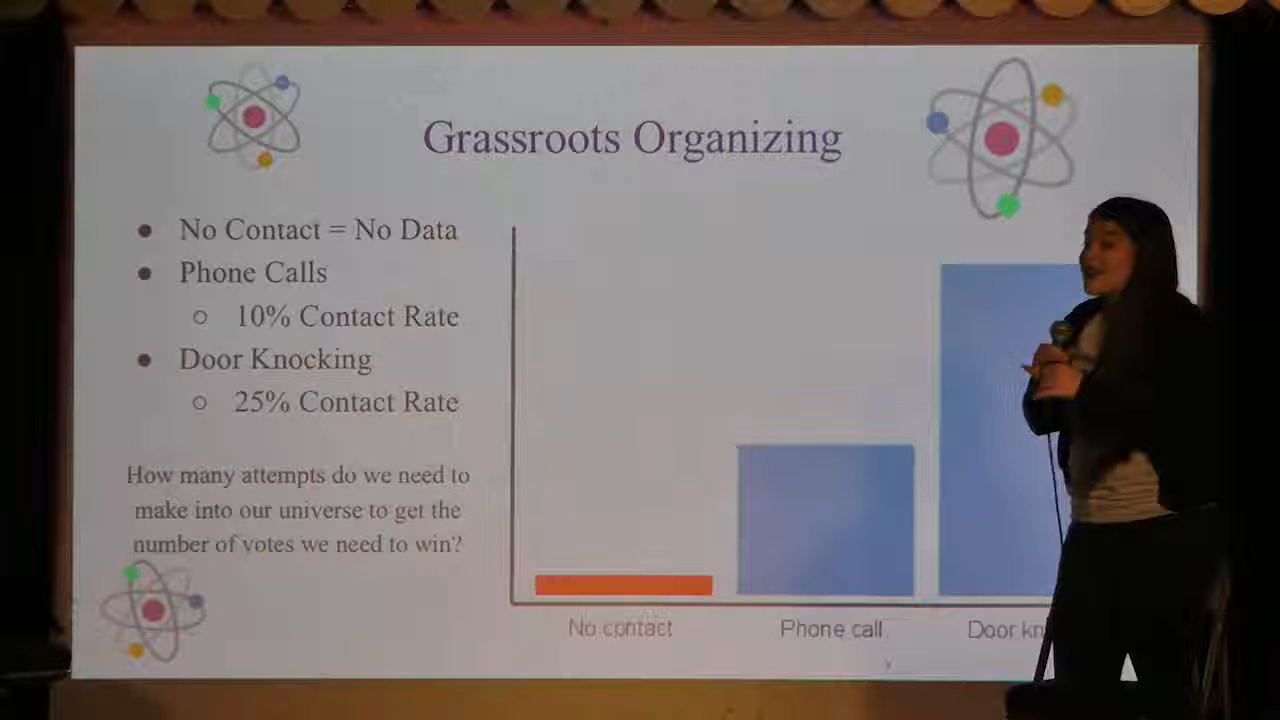 Grassroots Organizing
No Contact = No Data
Phone Calls
10% Contact Rate
Door Knocking
25% Contact Rate
How many attempts do we need to
make into our universe to get the
number of votes we need to win?
No contact
Phone call
Door kn